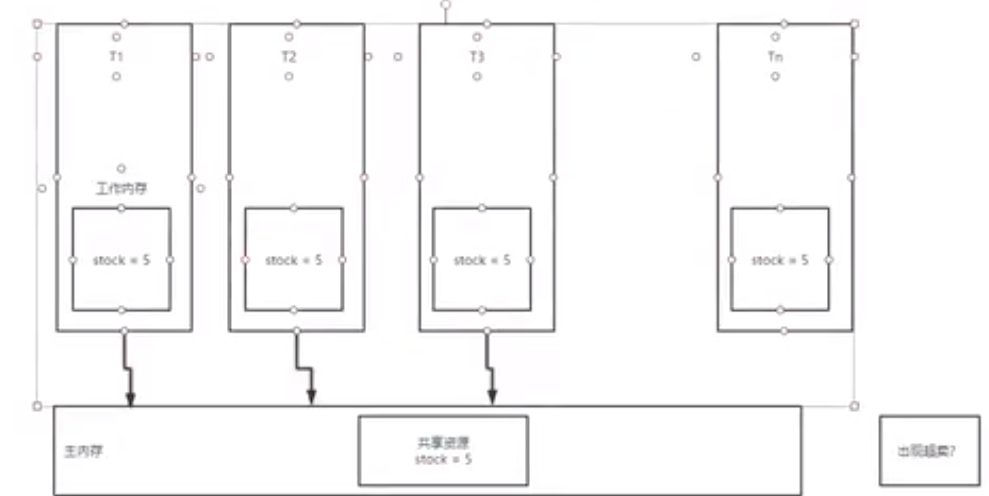 T1
T2
T3
Tn
工作内存
stock = 5
stock = 5
stock = 5
stock = 5
主内存
共享资源
stock = 5
出现超卖?